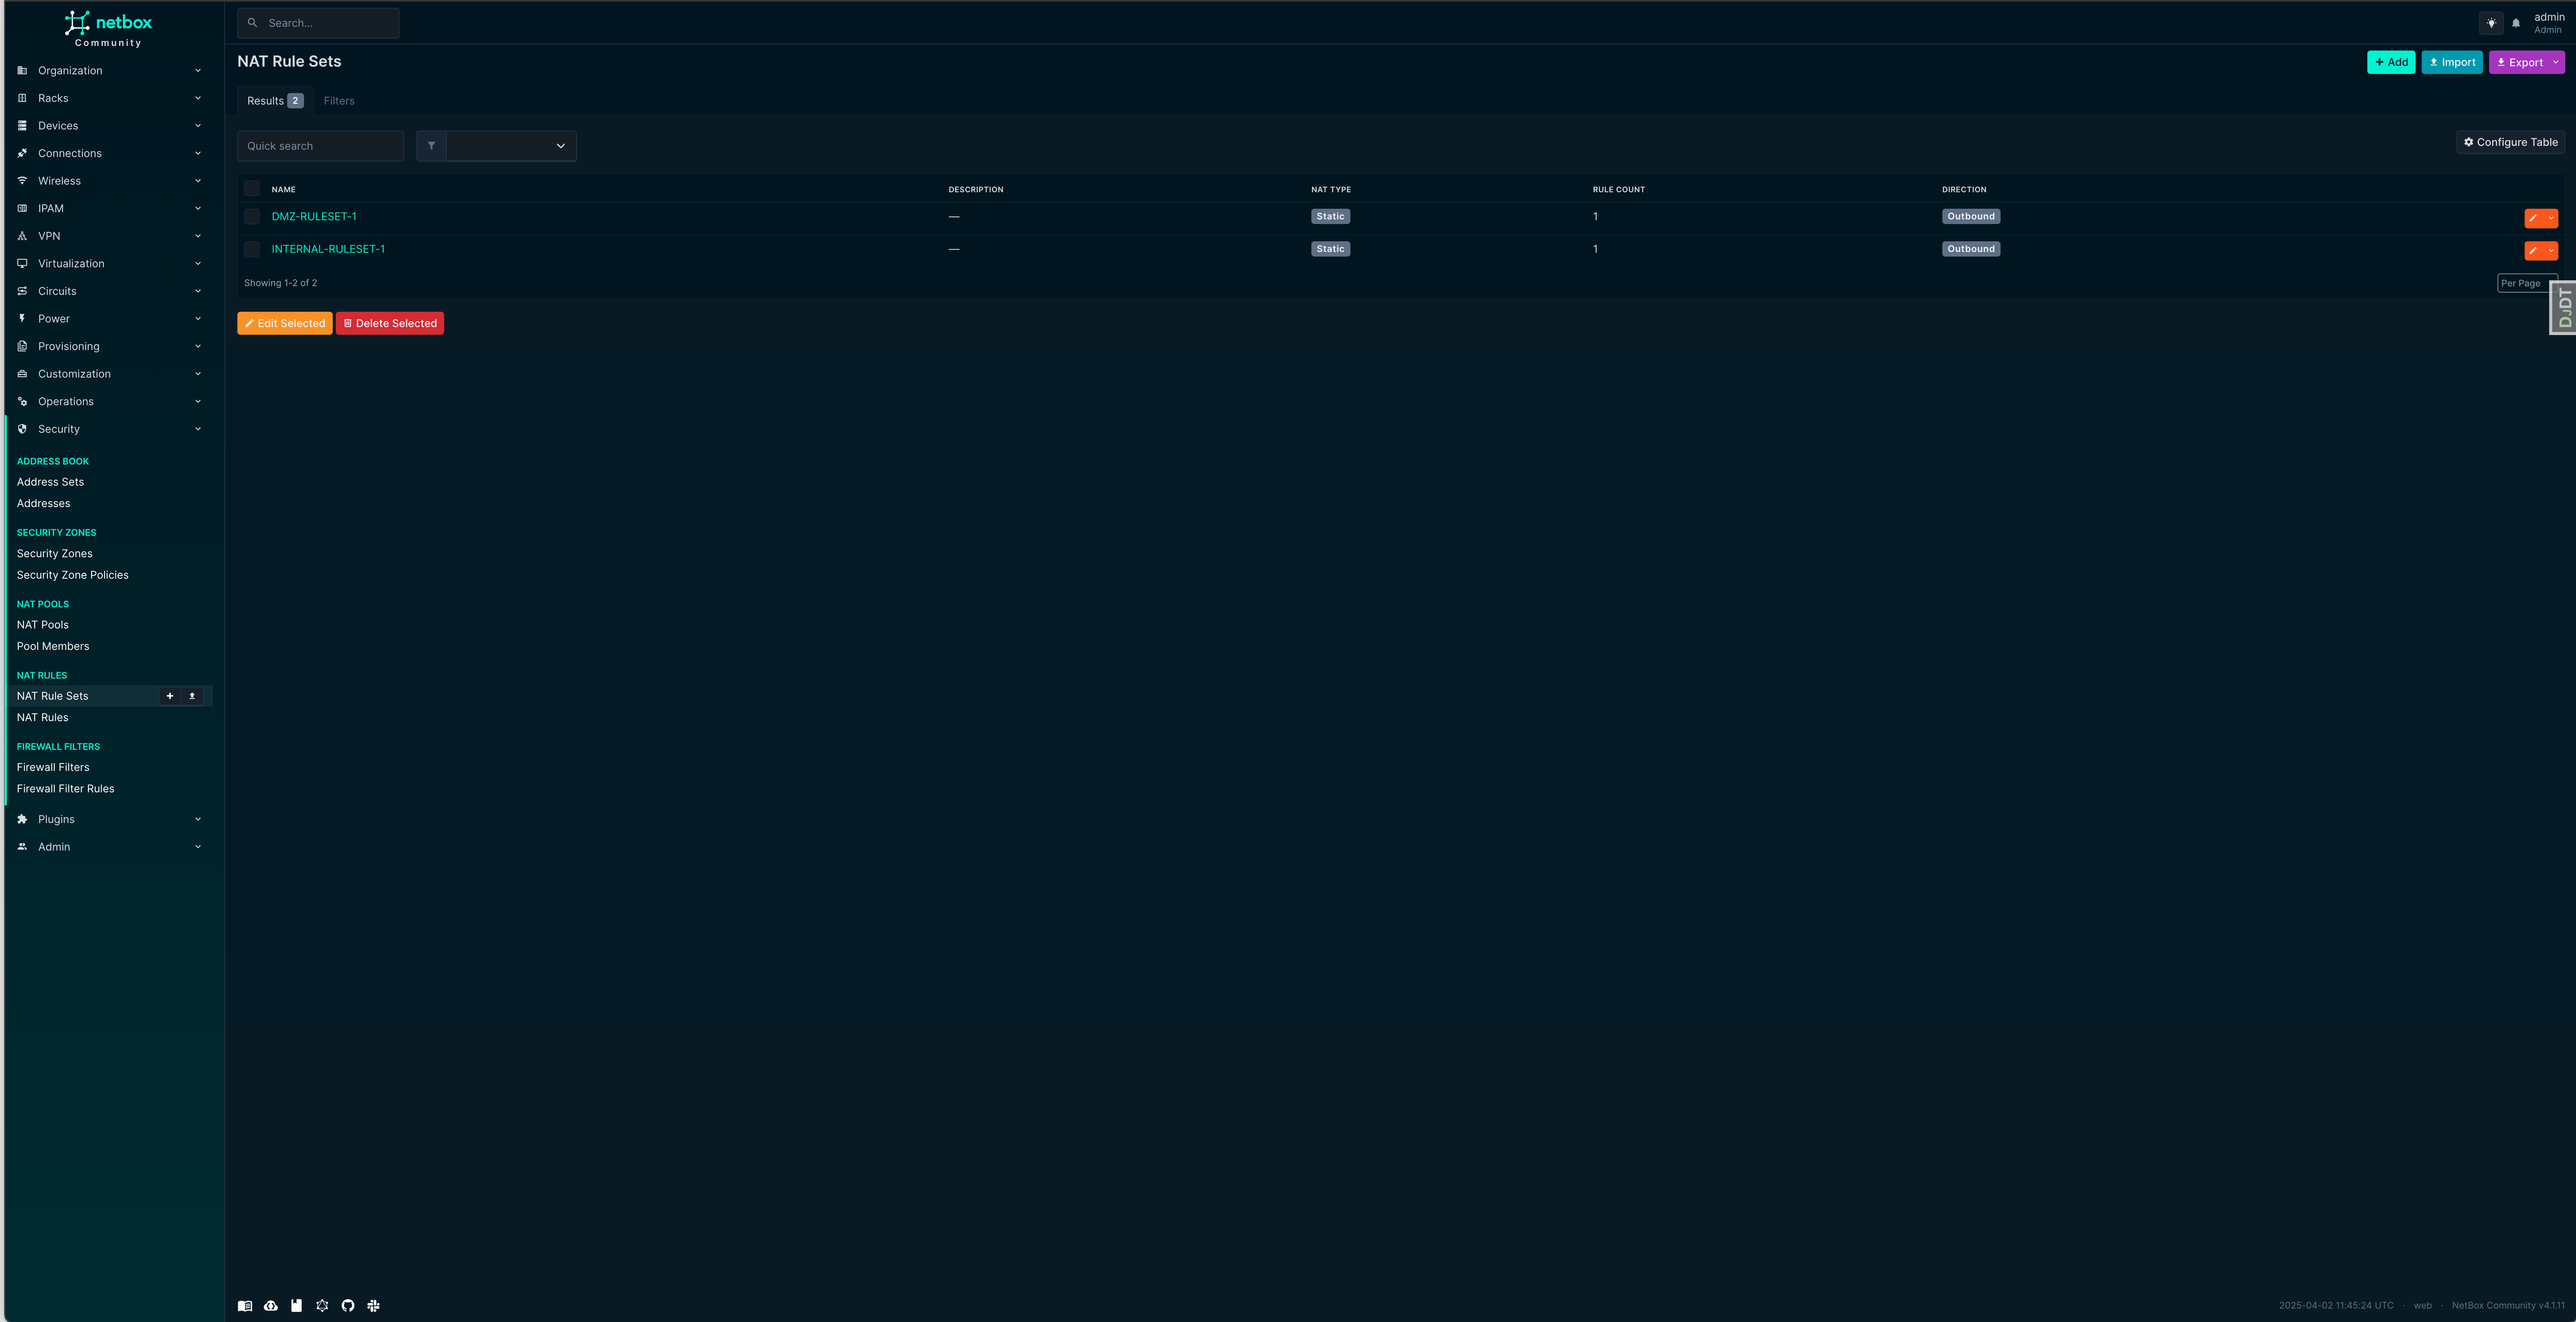 netbox
Community
Search...
admin
Admin
Organization
Racks
Devices
Connections
Wireless
IPAM
VPN
Virtualization
Circuits
Power
Provisioning
Customization
Operations
Security
ADDRESS BOOK
Address Sets
Addresses
SECURITY ZONES
Security Zones
Security Zone Policies
NAT POOLS
NAT Pools
Pool Members
NAT RULES
NAT Rule Sets
NAT Rules
FIREWALL FILTERS
Firewall Filters
Firewall Filter Rules
Plugins
Admin
NAT Rule Sets
+ Add Import Export
Results 2 Filters
Quick search
Configure Table
NAME DESCRIPTION NAT TYPE RULE COUNT DIRECTION
DMZ-RULESET-1 — Static 1 Outbound
INTERNAL-RULESET-1 — Static 1 Outbound
Showing 1-2 of 2
Per Page
DJDT
Edit Selected Delete Selected
2025-04-02 11:45:24 UTC · web · NetBox Community v4.1.11